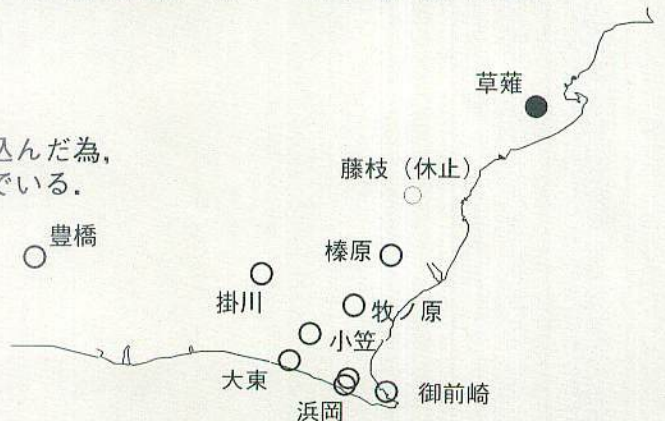 込んだ為,
でいる.
草薙
藤枝（休止）
豊橋
榛原
掛川
牧ノ原
小笠
大東
御前崎
浜岡